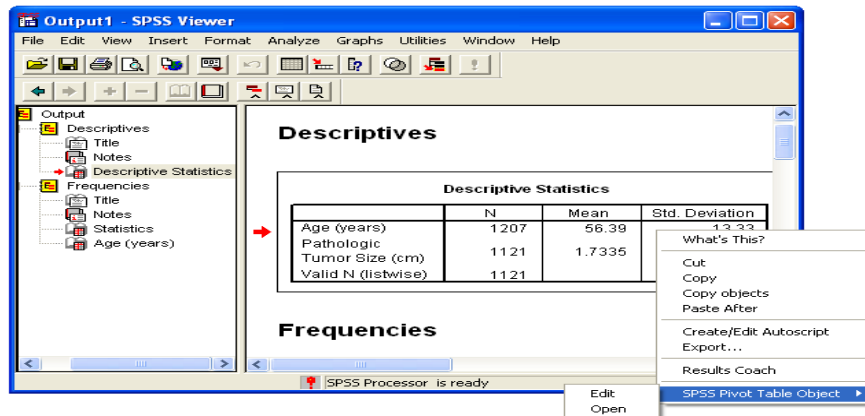 Output1 - SPSS Viewer
File Edit View Insert Format Analyze Graphs Utilities Window Help
Output
Descriptives
Title
Notes
Descriptive Statistics
Frequencies
Title
Notes
Statistics
Age (years)
Descriptives
Descriptive Statistics
N Mean Std. Deviation
Age (years) 1207 56.39 13.33
Pathologic
Tumor Size (cm) 1121 1.7335
Valid N (listwise) 1121
Frequencies
What's This?
Cut
Copy
Copy objects
Paste After
Create/Edit Autoscript
Export...
Results Coach
SPSS Pivot Table Object
Edit
Open
SPSS Processor is ready